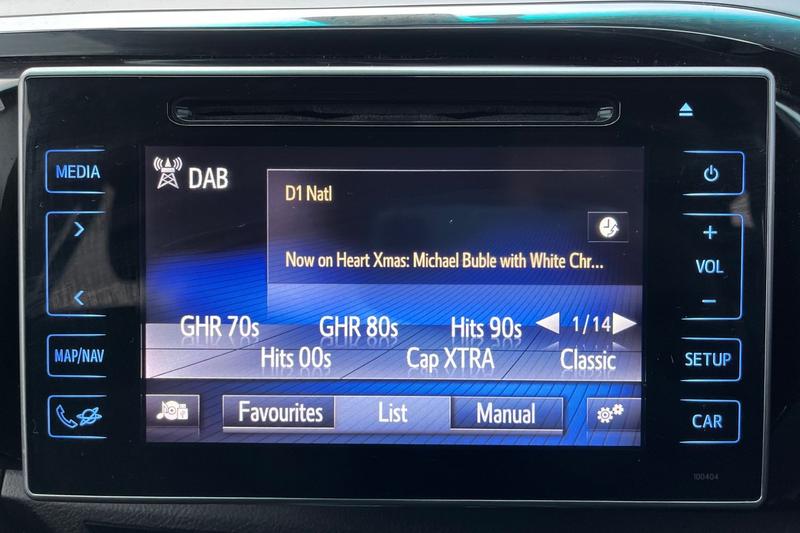 MEDIA
MAP/NAV
DAB
D1 Natl
Now on Heart Xmas: Michael Buble with White Chr...
GHR 70s GHR 80s Hits 90s 1/14
Hits 00s Cap XTRA Classic
Favourites List Manual
+
VOL
-
SETUP
CAR
100404